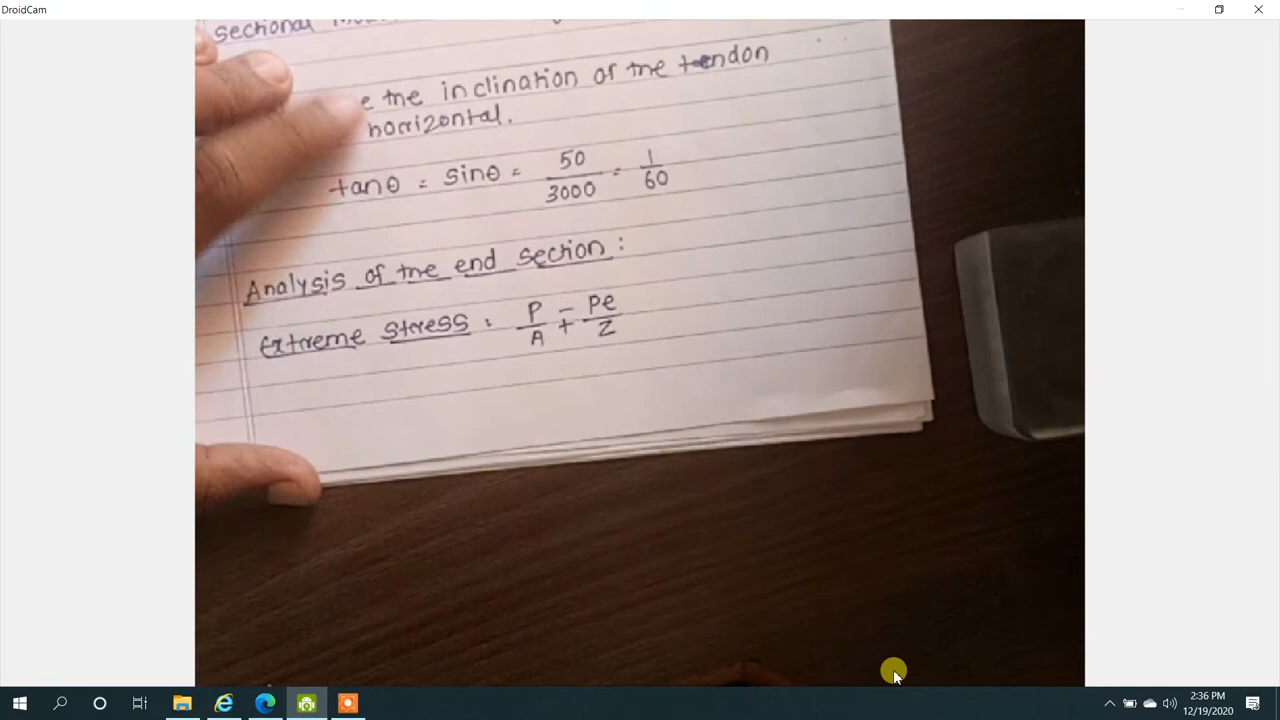 DroidCam
sectional
the inclination of the tendon
horizontal.
tanθ = sinθ = 50/3000 = 1/60
Analysis of the end section :
Extreme stress : P/A ∓ Pe/Z
2:36 PM
12/19/2020